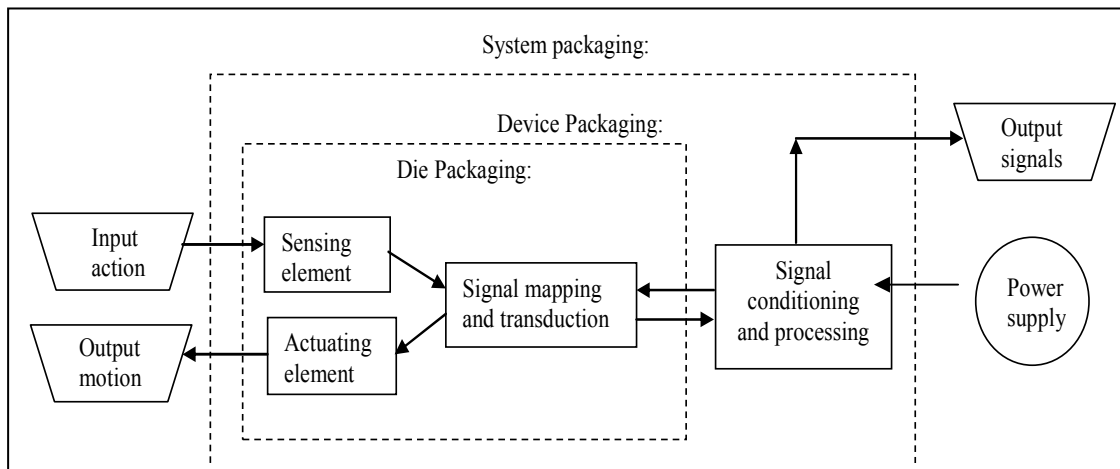 System packaging:
Device Packaging:
Die Packaging:
Output
signals
Input
action
Sensing
element
Signal mapping
and transduction
Signal
conditioning
and processing
Power
supply
Output
motion
Actuating
element